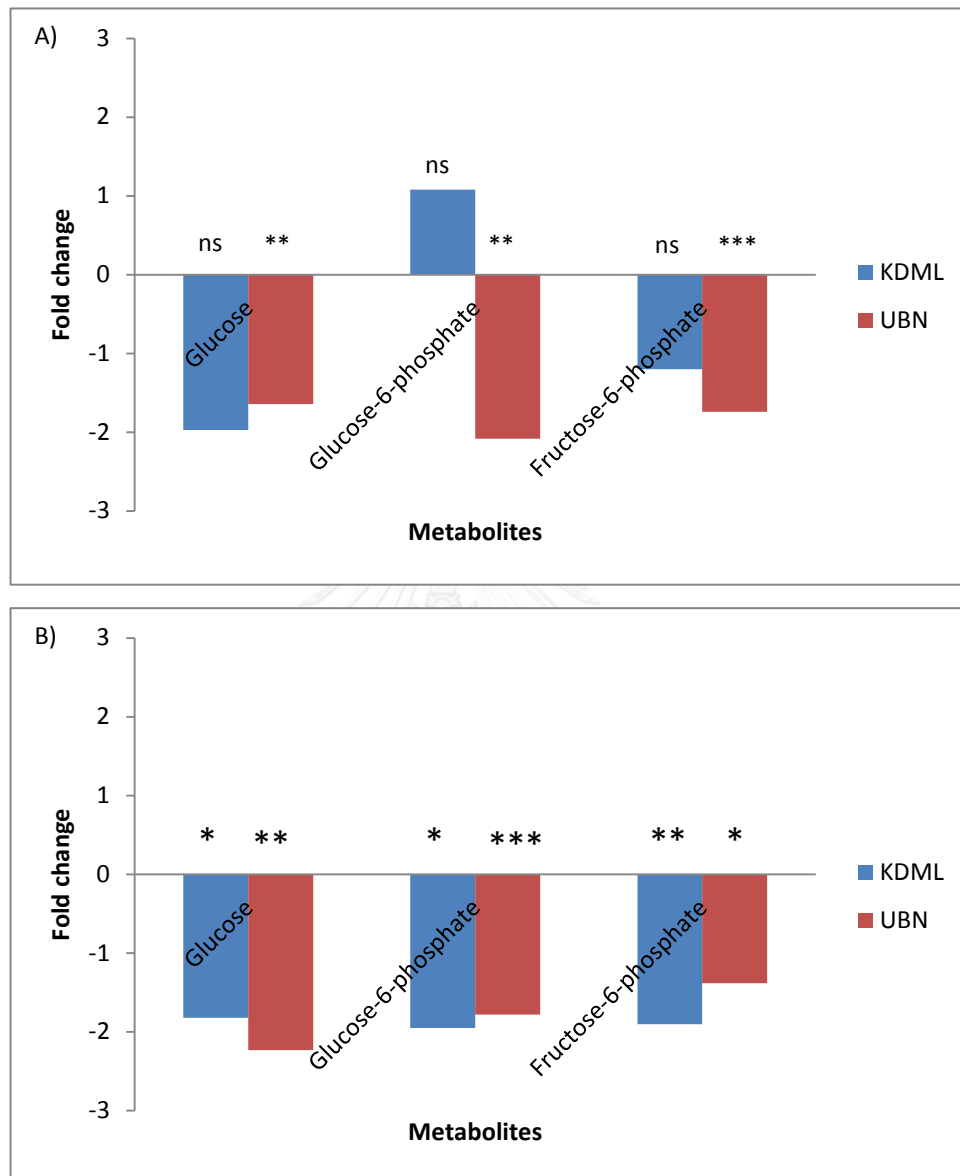 A)
3
2
1
0
-1
-2
-3
Fold change
ns
**
ns
**
ns
***
Glucose
Glucose-6-phosphate
Fructose-6-phosphate
Metabolites
KDML
UBN
B)
3
2
1
0
-1
-2
-3
Fold change
*
**
*
***
**
*
Glucose
Glucose-6-phosphate
Fructose-6-phosphate
Metabolites
KDML
UBN